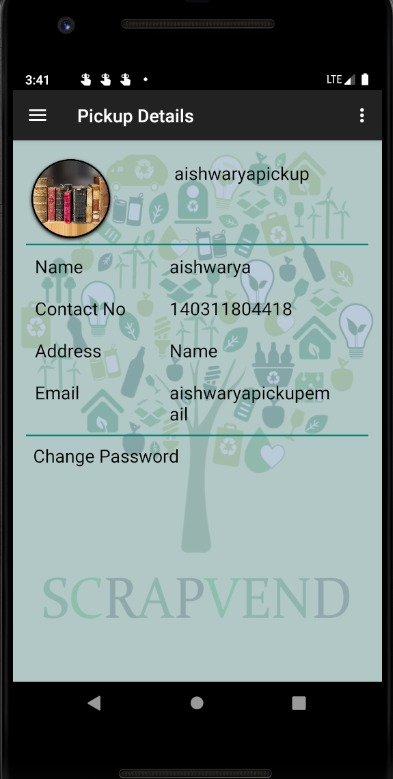 3:41
LTE
Pickup Details
aishwaryapickup
Name aishwarya
Contact No 140311804418
Address Name
Email aishwaryapickupem
ail
Change Password
SCRAPVEND